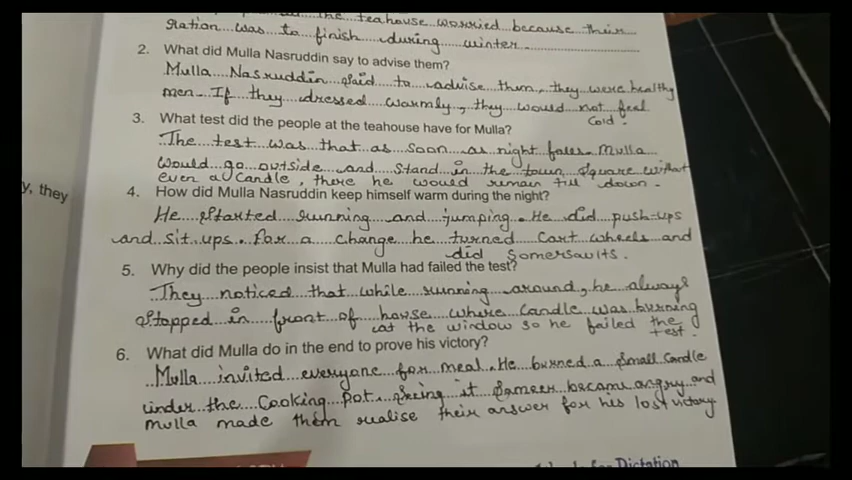 the teahouse worried because their
ration was to finish during winter.
2. What did Mulla Nasruddin say to advise them?
Mulla Nasruddin said to advise them, they were healthy
men. If they dressed warmly, they would not feel
cold.
3. What test did the people at the teahouse have for Mulla?
The test was that as soon as night falls Mulla
would go outside and stand in the town square without
even a candle, there he would remain till down.
y, they
4. How did Mulla Nasruddin keep himself warm during the night?
He started running and jumping. He did push-ups
and sit ups. For a change he turned cart wheels and
did somersaults.
5. Why did the people insist that Mulla had failed the test?
They noticed that while running around, he always
stopped in front of house where candle was burning
at the window so he failed the
test.
6. What did Mulla do in the end to prove his victory?
Mulla invited everyone for meal. He burned a small candle
under the cooking pot. Seeing it Sameer became angry and
mulla made them realise their answer for his lost victory
for Dictation